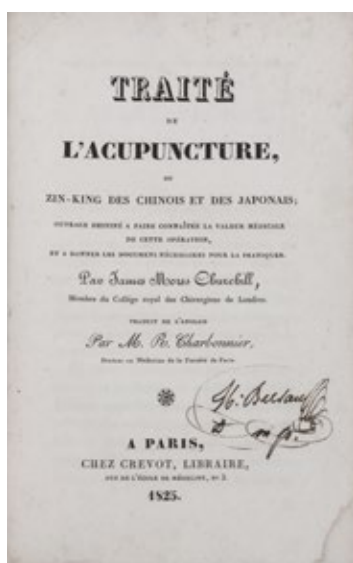 TRAITÉ
DE
L'ACUPUNCTURE,
OU
ZIN-KING DES CHINOIS ET DES JAPONAIS;
OUVRAGE DESTINÉ A FAIRE CONNAÎTRE LA VALEUR MÉDICALE
DE CETTE OPÉRATION,
ET A DONNER LES DOCUMENS NÉCESSAIRES POUR LA PRATIQUER.
Par James Morss Churchill,
Membre du Collège royal des Chirurgiens de Londres.
TRADUIT DE L'ANGLAIS
Par M. R. Charbonnier,
Docteur en Médecine de la Faculté de Paris.
A PARIS,
CHEZ CREVOT, LIBRAIRE,
RUE DE L'ÉCOLE DE MÉDECINE, N° 3.
1825.